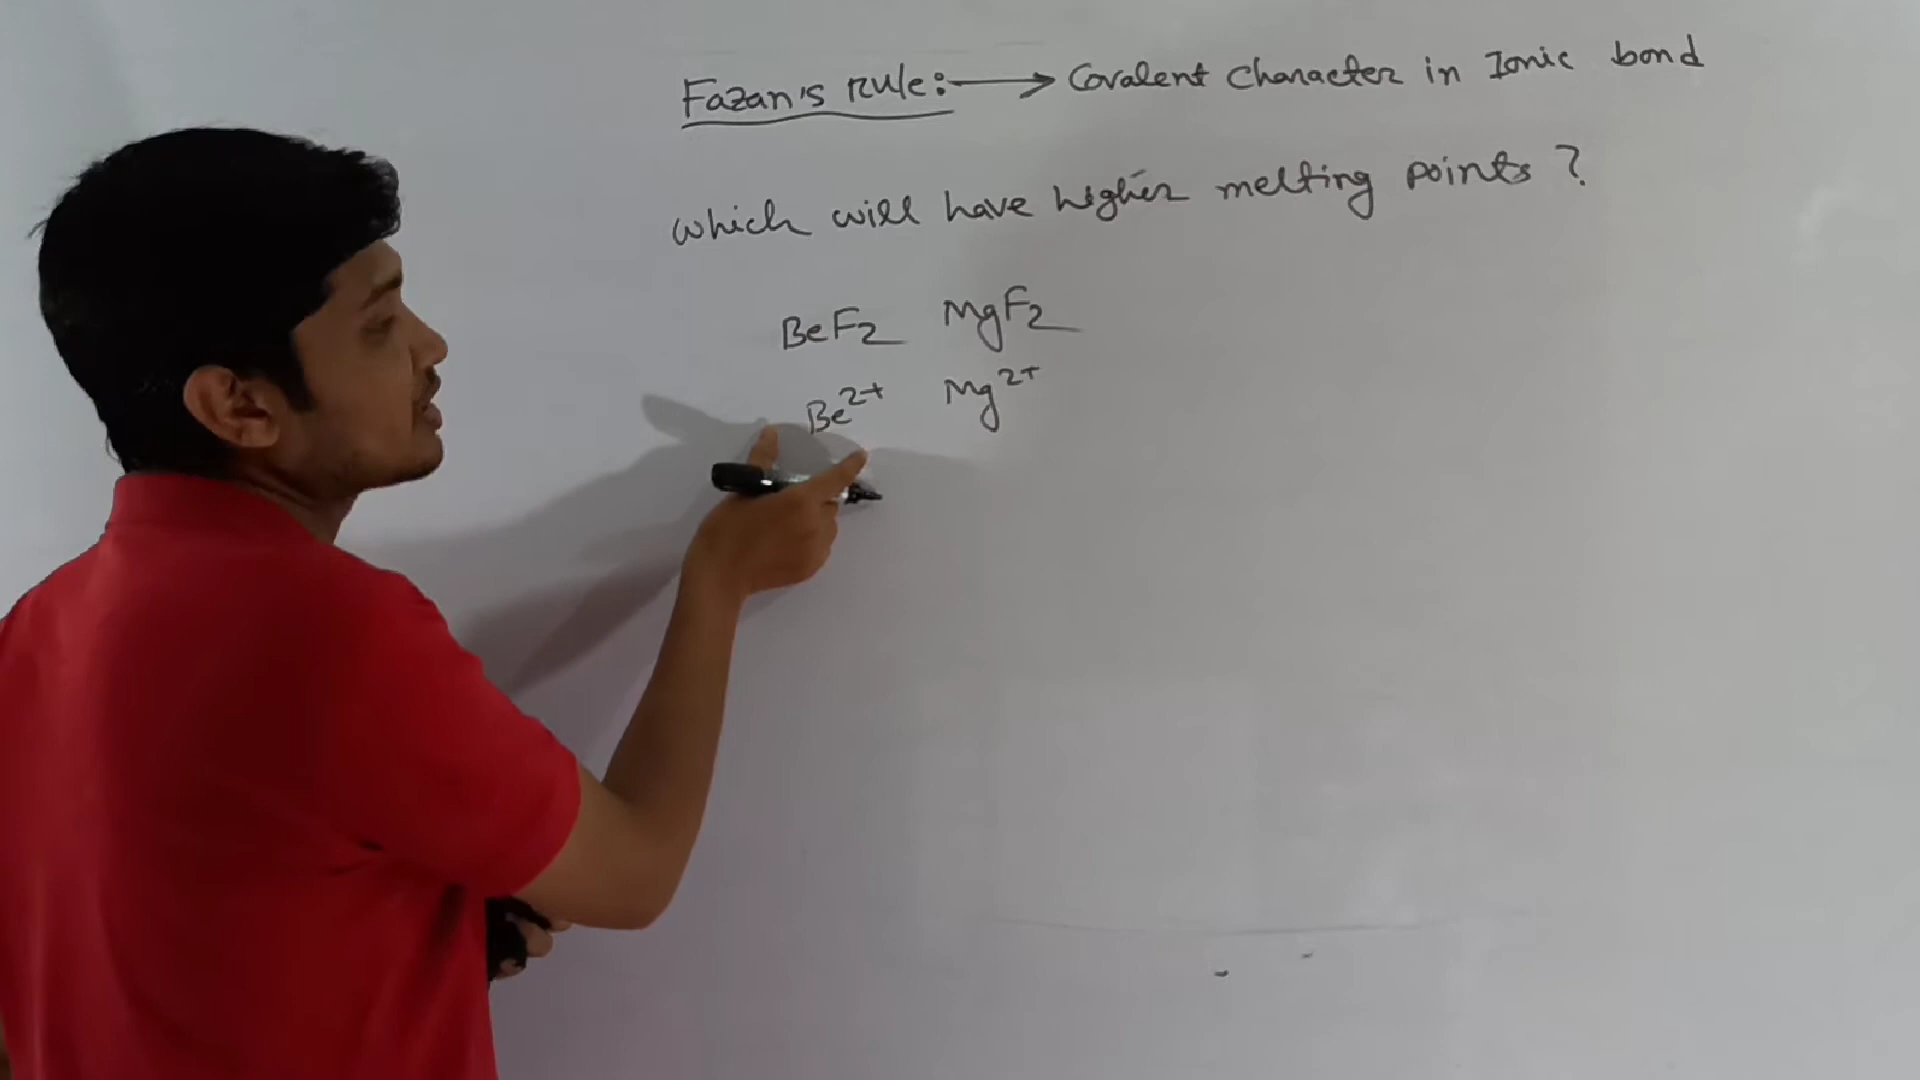 Fazan's Rule:→ Covalent character in Ionic bond
which will have higher melting points?
BeF2 MgF2
Be2+ Mg2+